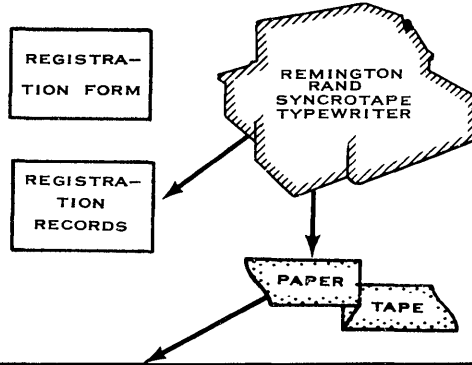 REGISTRA-
TION FORM
REMINGTON
RAND
SYNCROTAPE
TYPEWRITER
REGISTRA-
TION
RECORDS
PAPER
TAPE